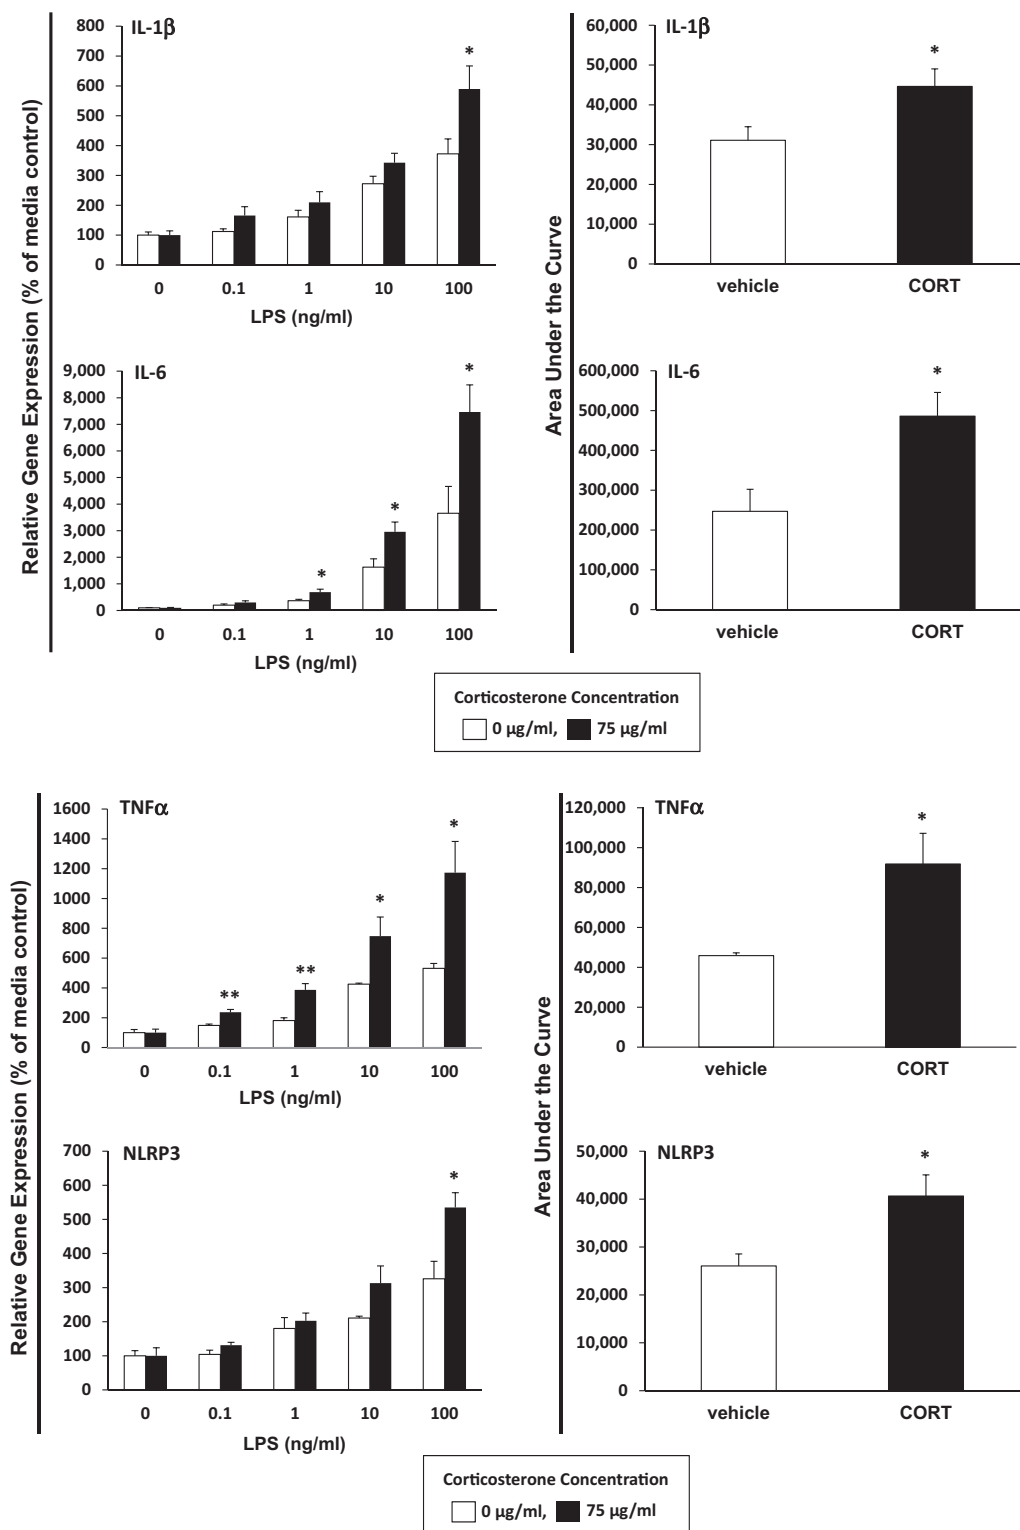 Relative Gene Expression (% of media control)
IL-1β
800
700
600
500
400
300
200
100
0
*
0 0.1 1 10 100
LPS (ng/ml)
IL-6
9,000
8,000
7,000
6,000
5,000
4,000
3,000
2,000
1,000
0
* * *
0 0.1 1 10 100
LPS (ng/ml)
Area Under the Curve
IL-1β
60,000
50,000
40,000
30,000
20,000
10,000
0
*
vehicle CORT
IL-6
600,000
500,000
400,000
300,000
200,000
100,000
0
*
vehicle CORT
Corticosterone Concentration
0 µg/ml, 75 µg/ml
Relative Gene Expression (% of media control)
TNFα
1600
1400
1200
1000
800
600
400
200
0
** ** * *
0 0.1 1 10 100
LPS (ng/ml)
NLRP3
700
600
500
400
300
200
100
0
*
0 0.1 1 10 100
LPS (ng/ml)
Area Under the Curve
TNFα
120,000
100,000
80,000
60,000
40,000
20,000
0
*
vehicle CORT
NLRP3
50,000
40,000
30,000
20,000
10,000
0
*
vehicle CORT
Corticosterone Concentration
0 µg/ml, 75 µg/ml